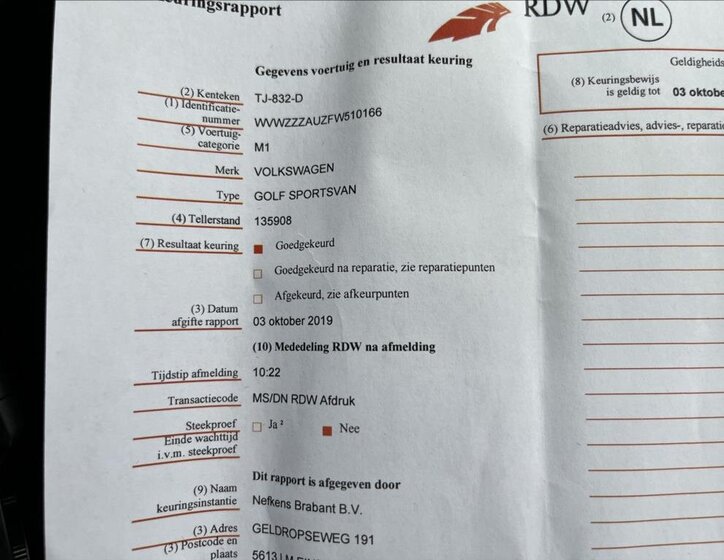 RDW (2) NL
Gegevens voertuig en resultaat keuring
(2) Kenteken TJ-832-D
(1) Identificatie-
nummer WVWZZZAUZFW510166
(5) Voertuig-
categorie M1
Merk VOLKSWAGEN
Type GOLF SPORTSVAN
(4) Tellerstand 135908
(7) Resultaat keuring Goedgekeurd
Goedgekeurd na reparatie, zie reparatiepunten
Afgekeurd, zie afkeurpunten
(3) Datum
afgifte rapport 03 oktober 2019
(10) Mededeling RDW na afmelding
Tijdstip afmelding 10:22
Transactiecode MS/DN RDW Afdruk
Steekproef Ja ² Nee
Einde wachttijd
i.v.m. steekproef
Dit rapport is afgegeven door
(9) Naam
keuringsinstantie Nefkens Brabant B.V.
(3) Adres GELDROPSEWEG 191
(3) Postcode en
plaats 5613
Geldigheids
(8) Keuringsbewijs
is geldig tot 03 oktobe
(6) Reparatieadvies, advies-, reparatie